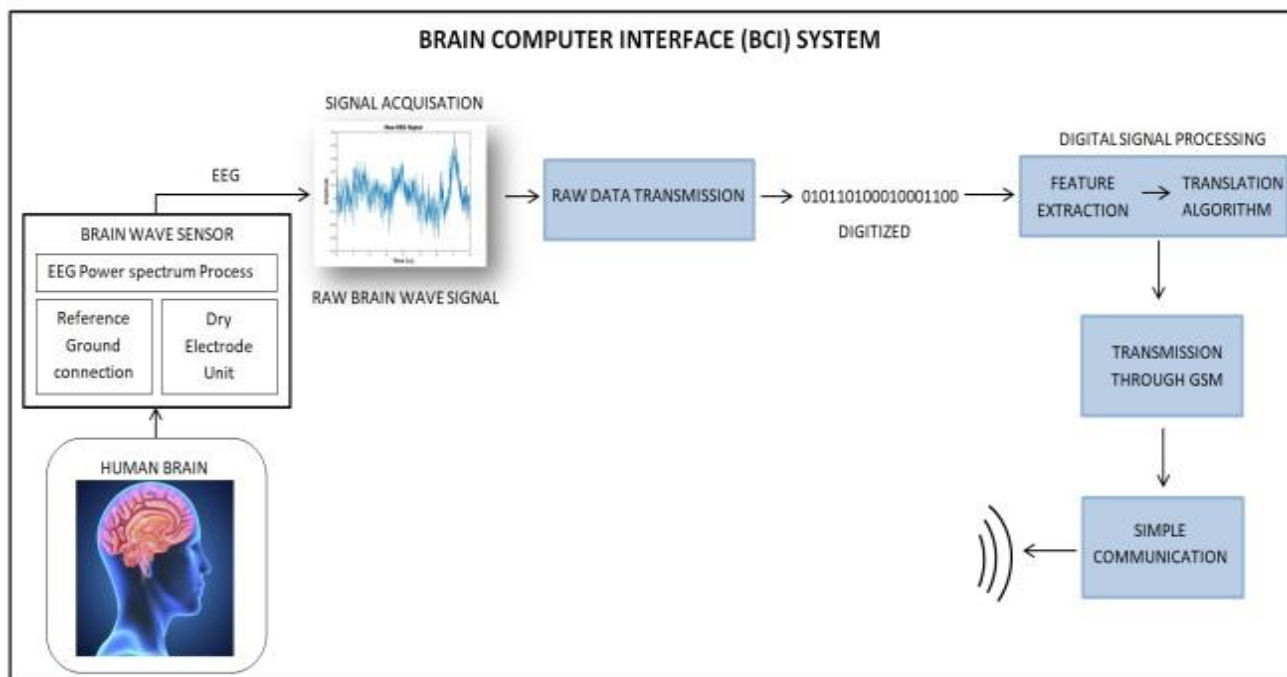 BRAIN COMPUTER INTERFACE (BCI) SYSTEM
SIGNAL ACQUISATION
EEG
RAW BRAIN WAVE SIGNAL
BRAIN WAVE SENSOR
EEG Power spectrum Process
Reference
Ground
connection
Dry
Electrode
Unit
HUMAN BRAIN
RAW DATA TRANSMISSION
0101101100010001100
DIGITIZED
DIGITAL SIGNAL PROCESSING
FEATURE
EXTRACTION
TRANSLATION
ALGORITHM
TRANSMISSION
THROUGH GSM
SIMPLE
COMMUNICATION